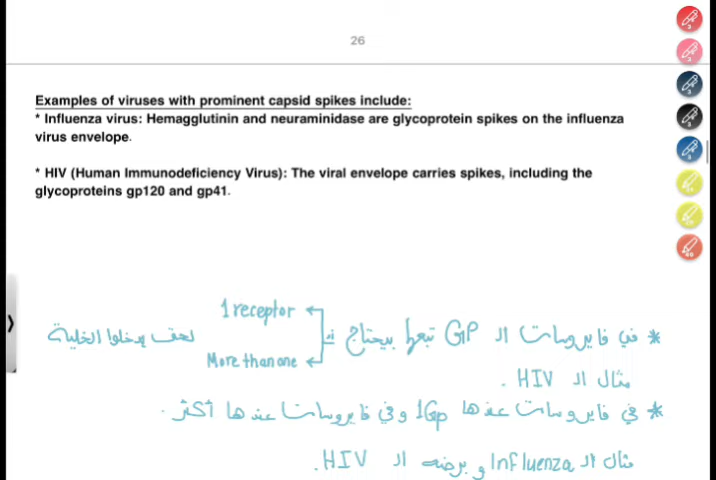 26
Examples of viruses with prominent capsid spikes include:
* Influenza virus: Hemagglutinin and neuraminidase are glycoprotein spikes on the influenza
virus envelope.
* HIV (Human Immunodeficiency Virus): The viral envelope carries spikes, including the
glycoproteins gp120 and gp41.
* في فايروسات الـ GP تبعها بيحتاج لـ
1 receptor
More than one
يدخلوا الخلية
مثال الـ HIV.
* في فايروسات عندها 1Gp وفي فايروسات عندها أكثر.
مثال الـ Influenza و برضه الـ HIV.